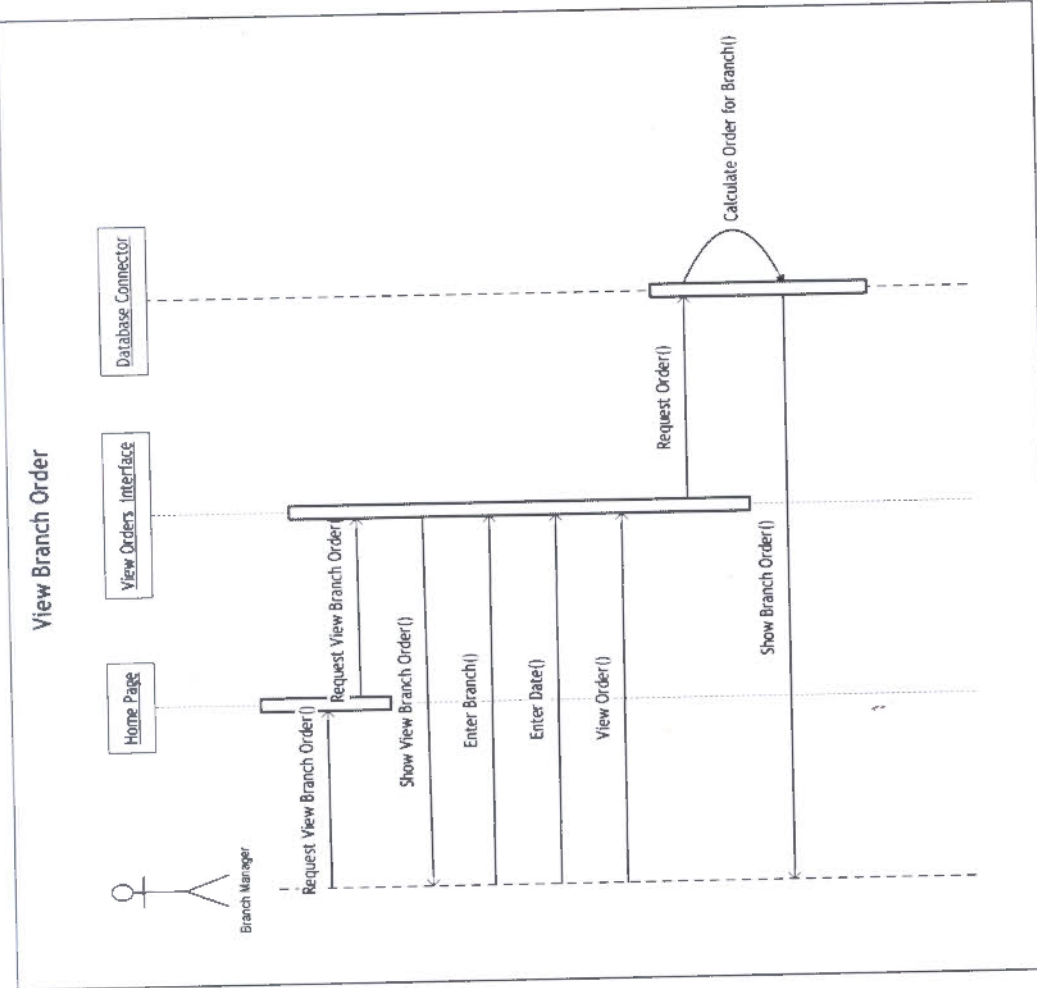 View Branch Order
Branch Manager
Home Page
View Orders Interface
Database Connector
Request View Branch Order()
Request View Branch Order()
Show View Branch Order()
Enter Branch()
Enter Date()
View Order()
Request Order()
Calculate Order for Branch()
Show Branch Order()